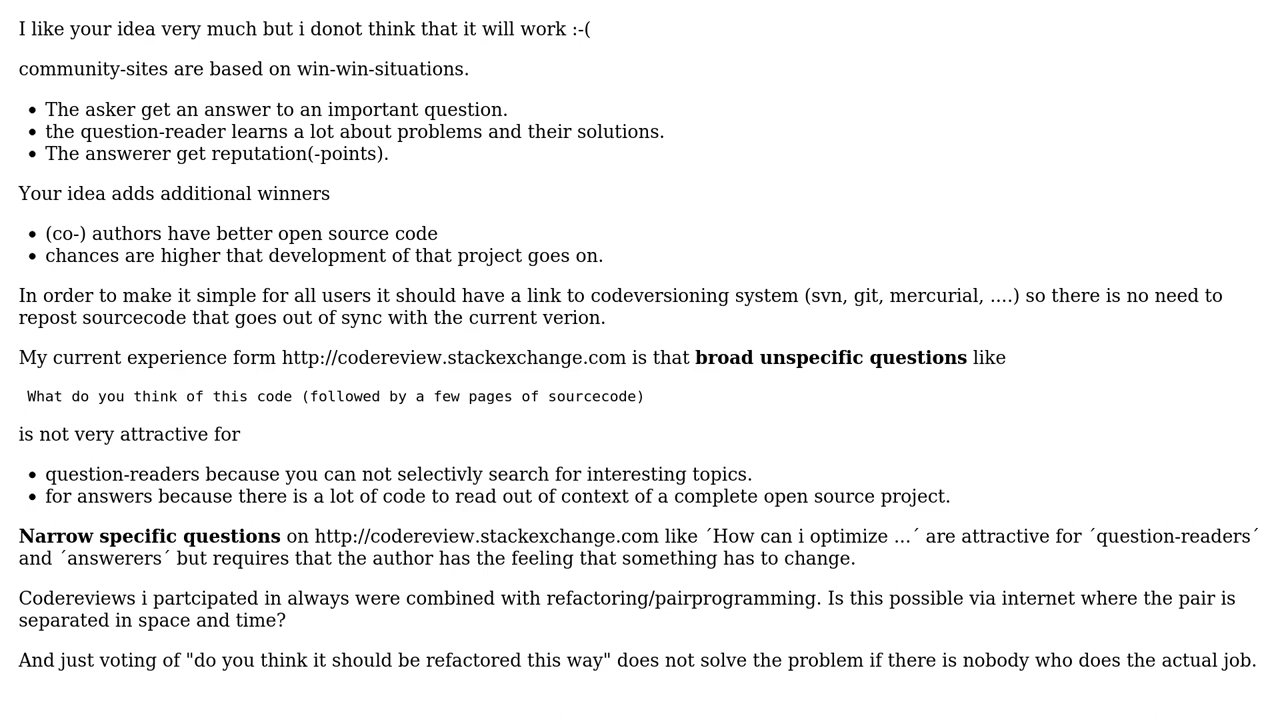 I like your idea very much but i donot think that it will work :-(
community-sites are based on win-win-situations.
• The asker get an answer to an important question.
• the question-reader learns a lot about problems and their solutions.
• The answerer get reputation(-points).
Your idea adds additional winners
• (co-) authors have better open source code
• chances are higher that development of that project goes on.
In order to make it simple for all users it should have a link to codeversioning system (svn, git, mercurial, ....) so there is no need to
repost sourcecode that goes out of sync with the current verion.
My current experience form http://codereview.stackexchange.com is that broad unspecific questions like
What do you think of this code (followed by a few pages of sourcecode)
is not very attractive for
• question-readers because you can not selectivly search for interesting topics.
• for answers because there is a lot of code to read out of context of a complete open source project.
Narrow specific questions on http://codereview.stackexchange.com like ´How can i optimize ...´ are attractive for ´question-readers´
and ´answerers´ but requires that the author has the feeling that something has to change.
Codereviews i partcipated in always were combined with refactoring/pairprogramming. Is this possible via internet where the pair is
separated in space and time?
And just voting of "do you think it should be refactored this way" does not solve the problem if there is nobody who does the actual job.